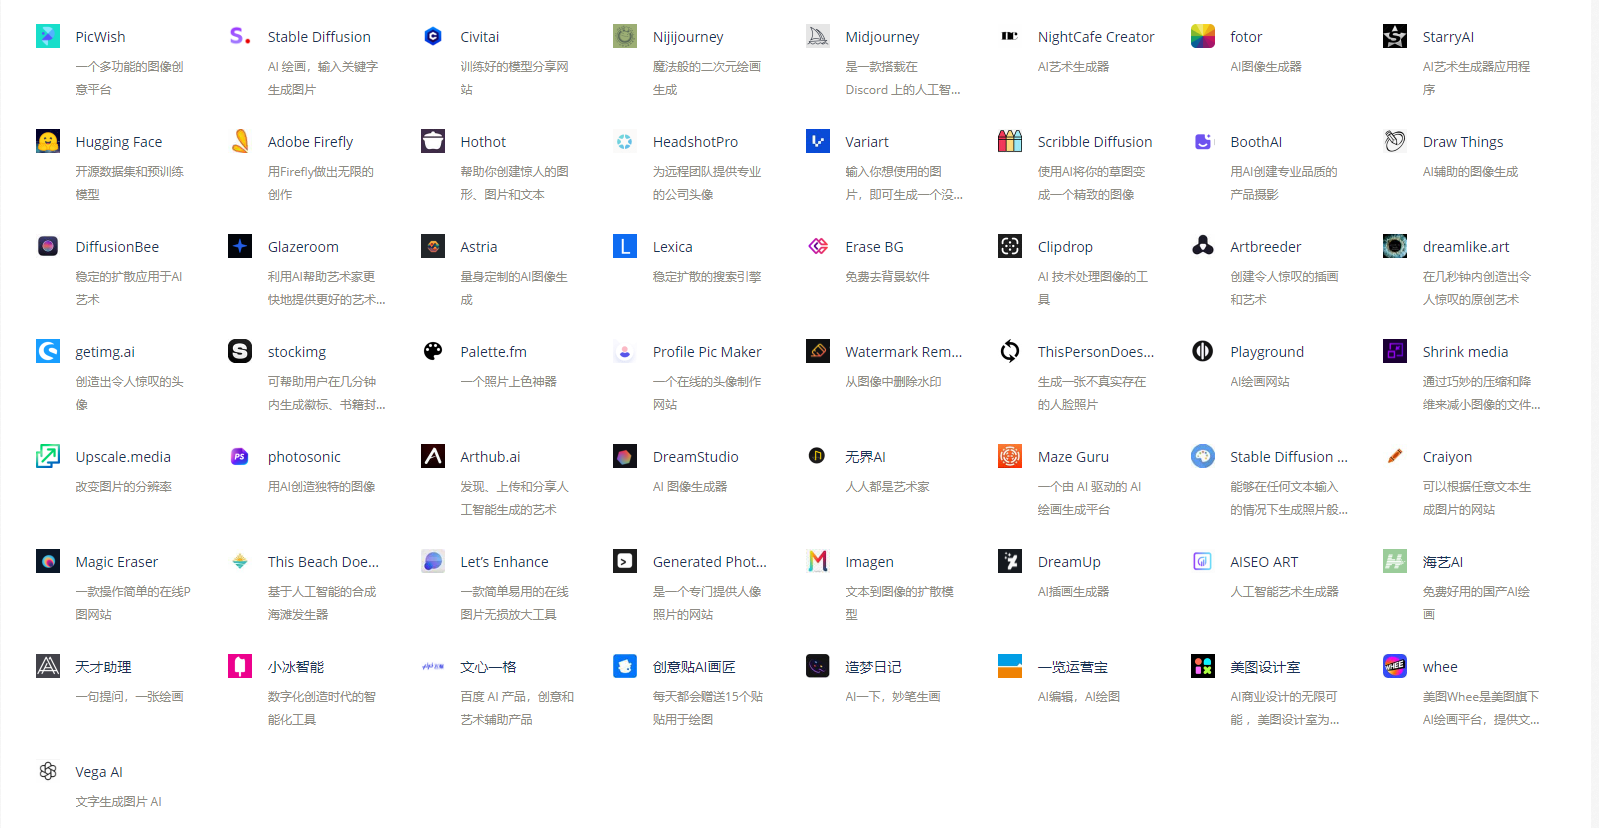 PicWish
一个多功能的图像创
意平台
Stable Diffusion
AI 绘画，输入关键字
生成图片
Civitai
训练好的模型分享网
站
Nijijourney
魔法般的二次元绘画
生成
Midjourney
是一款搭载在
Discord 上的人工智...
NightCafe Creator
AI艺术生成器
fotor
AI图像生成器
StarryAI
AI艺术生成器应用程
序
Hugging Face
开源数据集和预训练
模型
Adobe Firefly
用Firefly做出无限的
创作
Hothot
帮助你创建惊人的图
形、图片和文本
HeadshotPro
为远程团队提供专业
的公司头像
Variart
输入你想使用的图
片，即可生成一个没...
Scribble Diffusion
使用AI将你的草图变
成一个精致的图像
BoothAI
用AI创建专业品质的
产品摄影
Draw Things
AI辅助的图像生成
DiffusionBee
稳定的扩散应用于AI
艺术
Glazeroom
利用AI帮助艺术家更
快地提供更好的艺术...
Astria
量身定制的AI图像生
成
L
Lexica
稳定扩散的搜索引擎
Erase BG
免费去背景软件
Clipdrop
AI 技术处理图像的工
具
Artbreeder
创建令人惊叹的插画
和艺术
dreamlike.art
在几秒钟内创造出令
人惊叹的原创艺术
getimg.ai
创造出令人惊叹的头
像
stockimg
可帮助用户在几分钟
内生成徽标、书籍封...
Palette.fm
一个照片上色神器
Profile Pic Maker
一个在线的头像制作
网站
Watermark Rem...
从图像中删除水印
ThisPersonDoes...
生成一张不真实存在
的人脸照片
Playground
AI绘画网站
Shrink media
通过巧妙的压缩和降
维来减小图像的文件...
Upscale.media
改变图片的分辨率
PS
photosonic
用AI创造独特的图像
Arthub.ai
发现、上传和分享人
工智能生成的艺术
DreamStudio
AI 图像生成器
无界AI
人人都是艺术家
Maze Guru
一个由 AI 驱动的 AI
绘画生成平台
Stable Diffusion ...
能够在任何文本输入
的情况下生成照片般...
Craiyon
可以根据任意文本生
成图片的网站
Magic Eraser
一款操作简单的在线P
图网站
This Beach Doe...
基于人工智能的合成
海滩发生器
Let’s Enhance
一款简单易用的在线
图片无损放大工具
Generated Phot...
是一个专门提供人像
照片的网站
Imagen
文本到图像的扩散模
型
DreamUp
AI插画生成器
AISEO ART
人工智能艺术生成器
海艺AI
免费好用的国产AI绘
画
天才助理
一句提问，一张绘画
小冰智能
数字化创造时代的智
能化工具
文心一格
百度 AI 产品，创意和
艺术辅助产品
创意贴AI画匠
每天都会赠送15个贴
贴用于绘图
造梦日记
AI一下，妙笔生画
一览运营宝
AI编辑，AI绘图
美图设计室
AI商业设计的无限可
能 ，美图设计室为...
WHEE
whee
美图Whee是美图旗下
AI绘画平台，提供文...
Vega AI
文字生成图片 AI